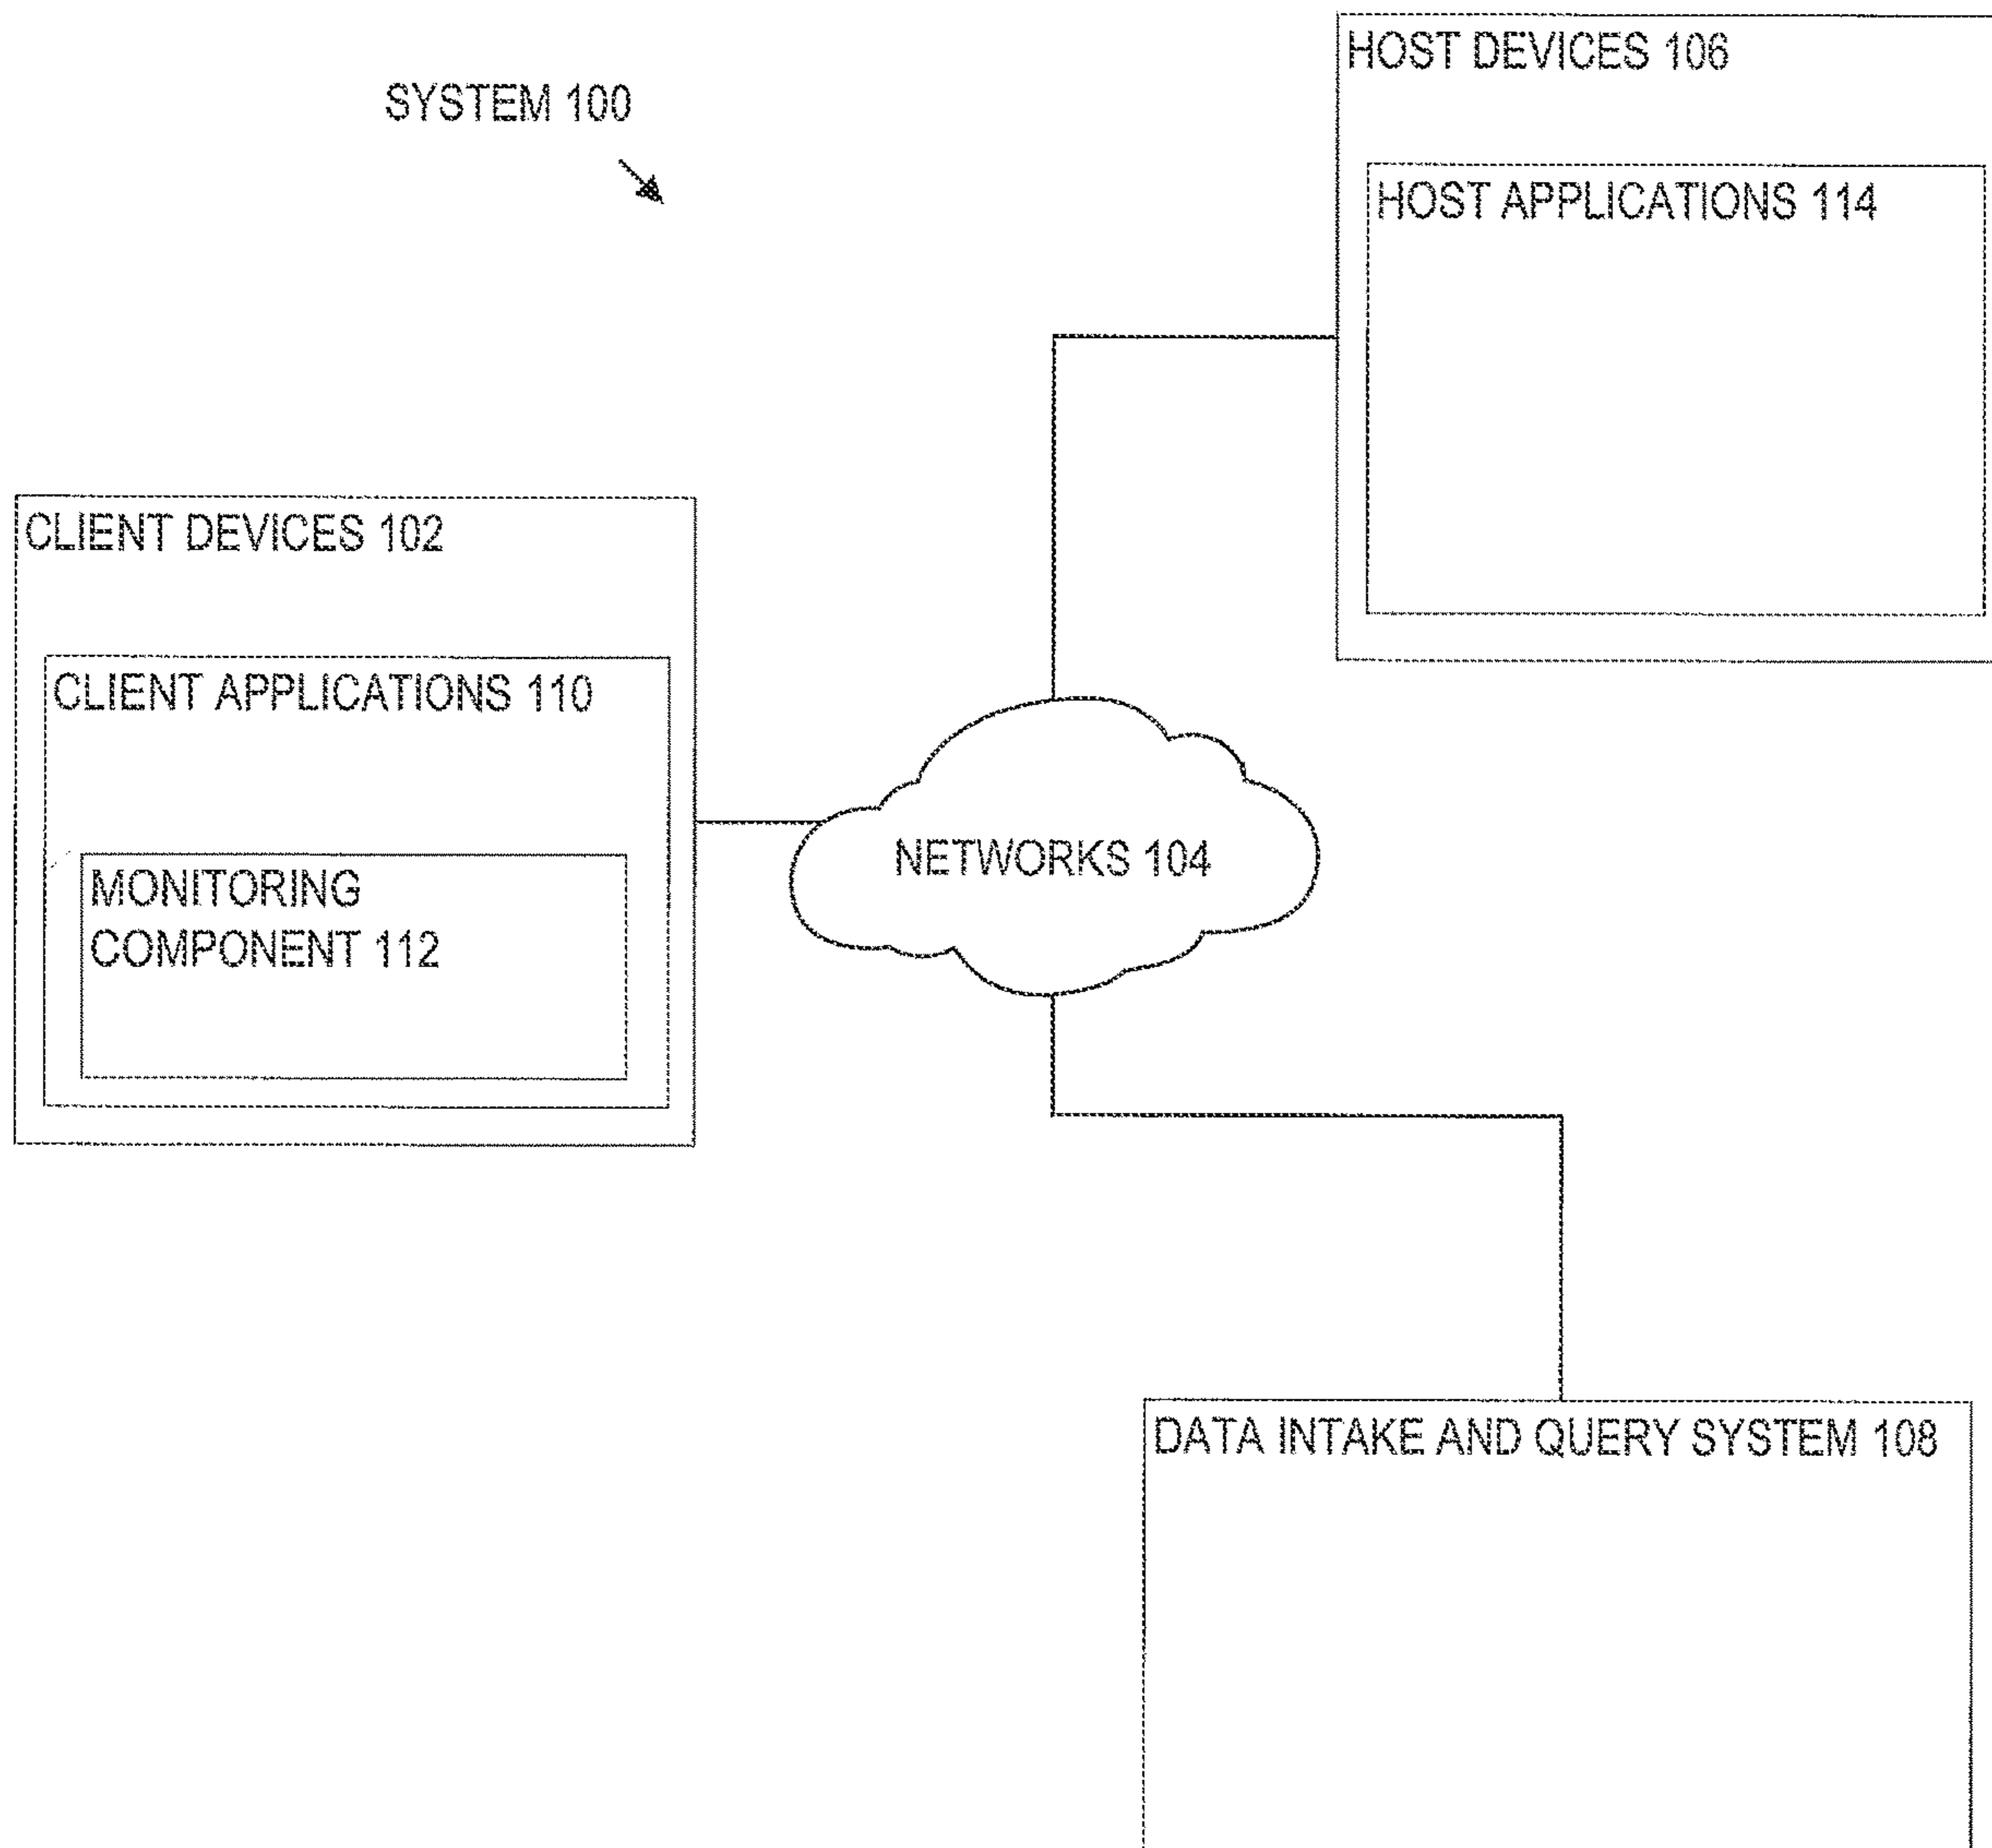 SYSTEM 100
HOST DEVICES 106
HOST APPLICATIONS 114
CLIENT DEVICES 102
CLIENT APPLICATIONS 110
MONITORING
COMPONENT 112
NETWORKS 104
DATA INTAKE AND QUERY SYSTEM 108